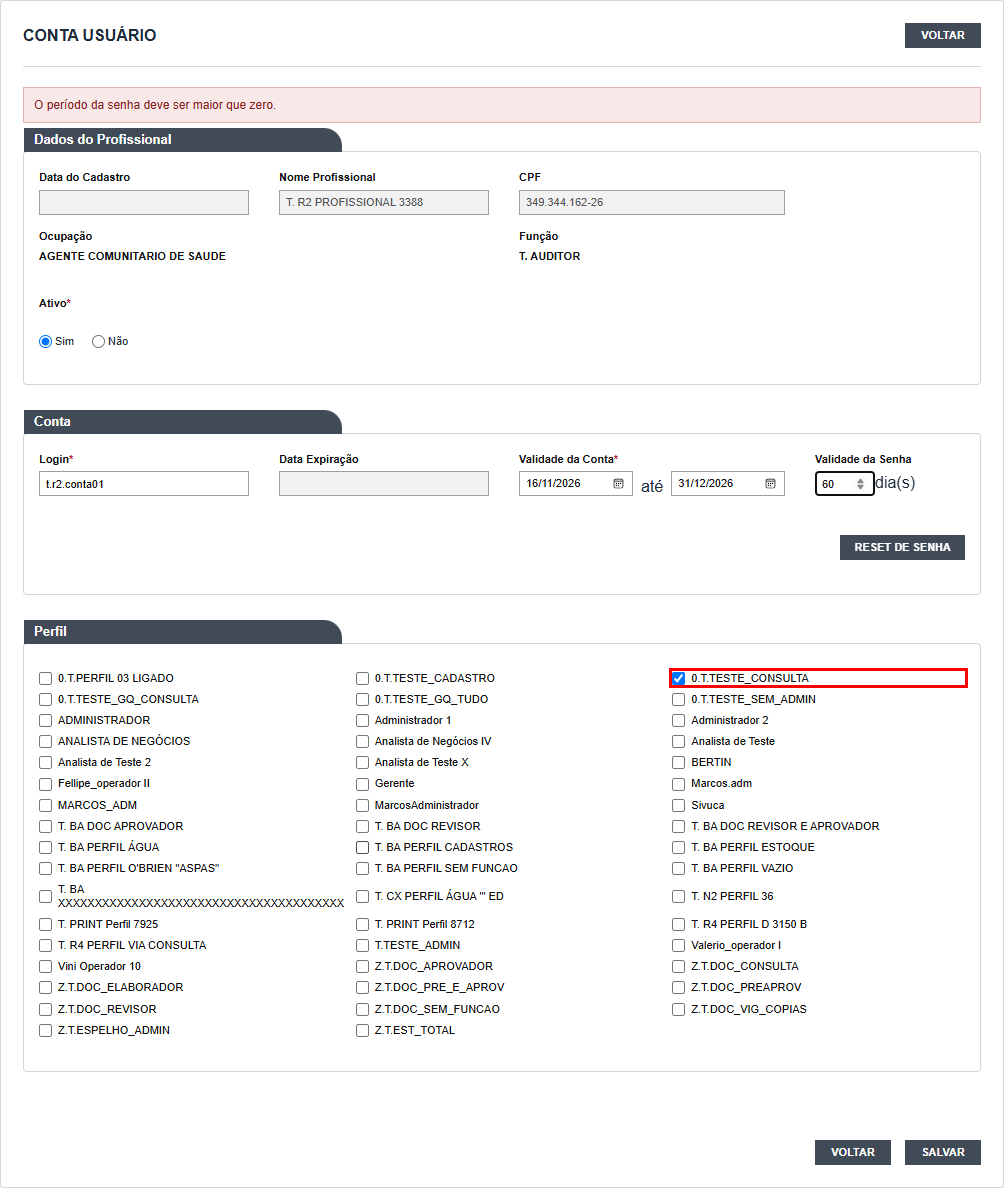 CONTA USUÁRIO
VOLTAR
O período da senha deve ser maior que zero.
Dados do Profissional
Data do Cadastro Nome Profissional CPF
T. R2 PROFISSIONAL 3388 349.344.162-26
Ocupação Função
AGENTE COMUNITARIO DE SAUDE T. AUDITOR
Ativo*
Sim Não
Conta
Login* Data Expiração Validade da Conta* Validade da Senha
t.r2.conta01 16/11/2026 até 31/12/2026 60 dia(s)
RESET DE SENHA
Perfil
0.T.PERFIL 03 LIGADO 0.T.TESTE_CADASTRO 0.T.TESTE_CONSULTA
0.T.TESTE_GQ_CONSULTA 0.T.TESTE_GQ_TUDO 0.T.TESTE_SEM_ADMIN
ADMINISTRADOR Administrador 1 Administrador 2
ANALISTA DE NEGÓCIOS Analista de Negócios IV Analista de Teste
Analista de Teste 2 Analista de Teste X BERTIN
Fellipe_operador II Gerente Marcos.adm
MARCOS_ADM MarcosAdministrador Sivuca
T. BA DOC APROVADOR T. BA DOC REVISOR T. BA DOC REVISOR E APROVADOR
T. BA PERFIL ÁGUA T. BA PERFIL CADASTROS T. BA PERFIL ESTOQUE
T. BA PERFIL O'BRIEN "ASPAS" T. BA PERFIL SEM FUNCAO T. BA PERFIL VAZIO
T. BA
XXXXXXXXXXXXXXXXXXXXXXXXXXXXXXXXXXXXXXX T. CX PERFIL ÁGUA '" ED T. N2 PERFIL 36
T. PRINT Perfil 7925 T. PRINT Perfil 8712 T. R4 PERFIL D 3150 B
T. R4 PERFIL VIA CONSULTA T.TESTE_ADMIN Valerio_operador I
Vini Operador 10 Z.T.DOC_APROVADOR Z.T.DOC_CONSULTA
Z.T.DOC_ELABORADOR Z.T.DOC_PRE_E_APROV Z.T.DOC_PREAPROV
Z.T.DOC_REVISOR Z.T.DOC_SEM_FUNCAO Z.T.DOC_VIG_COPIAS
Z.T.ESPELHO_ADMIN Z.T.EST_TOTAL
VOLTAR SALVAR